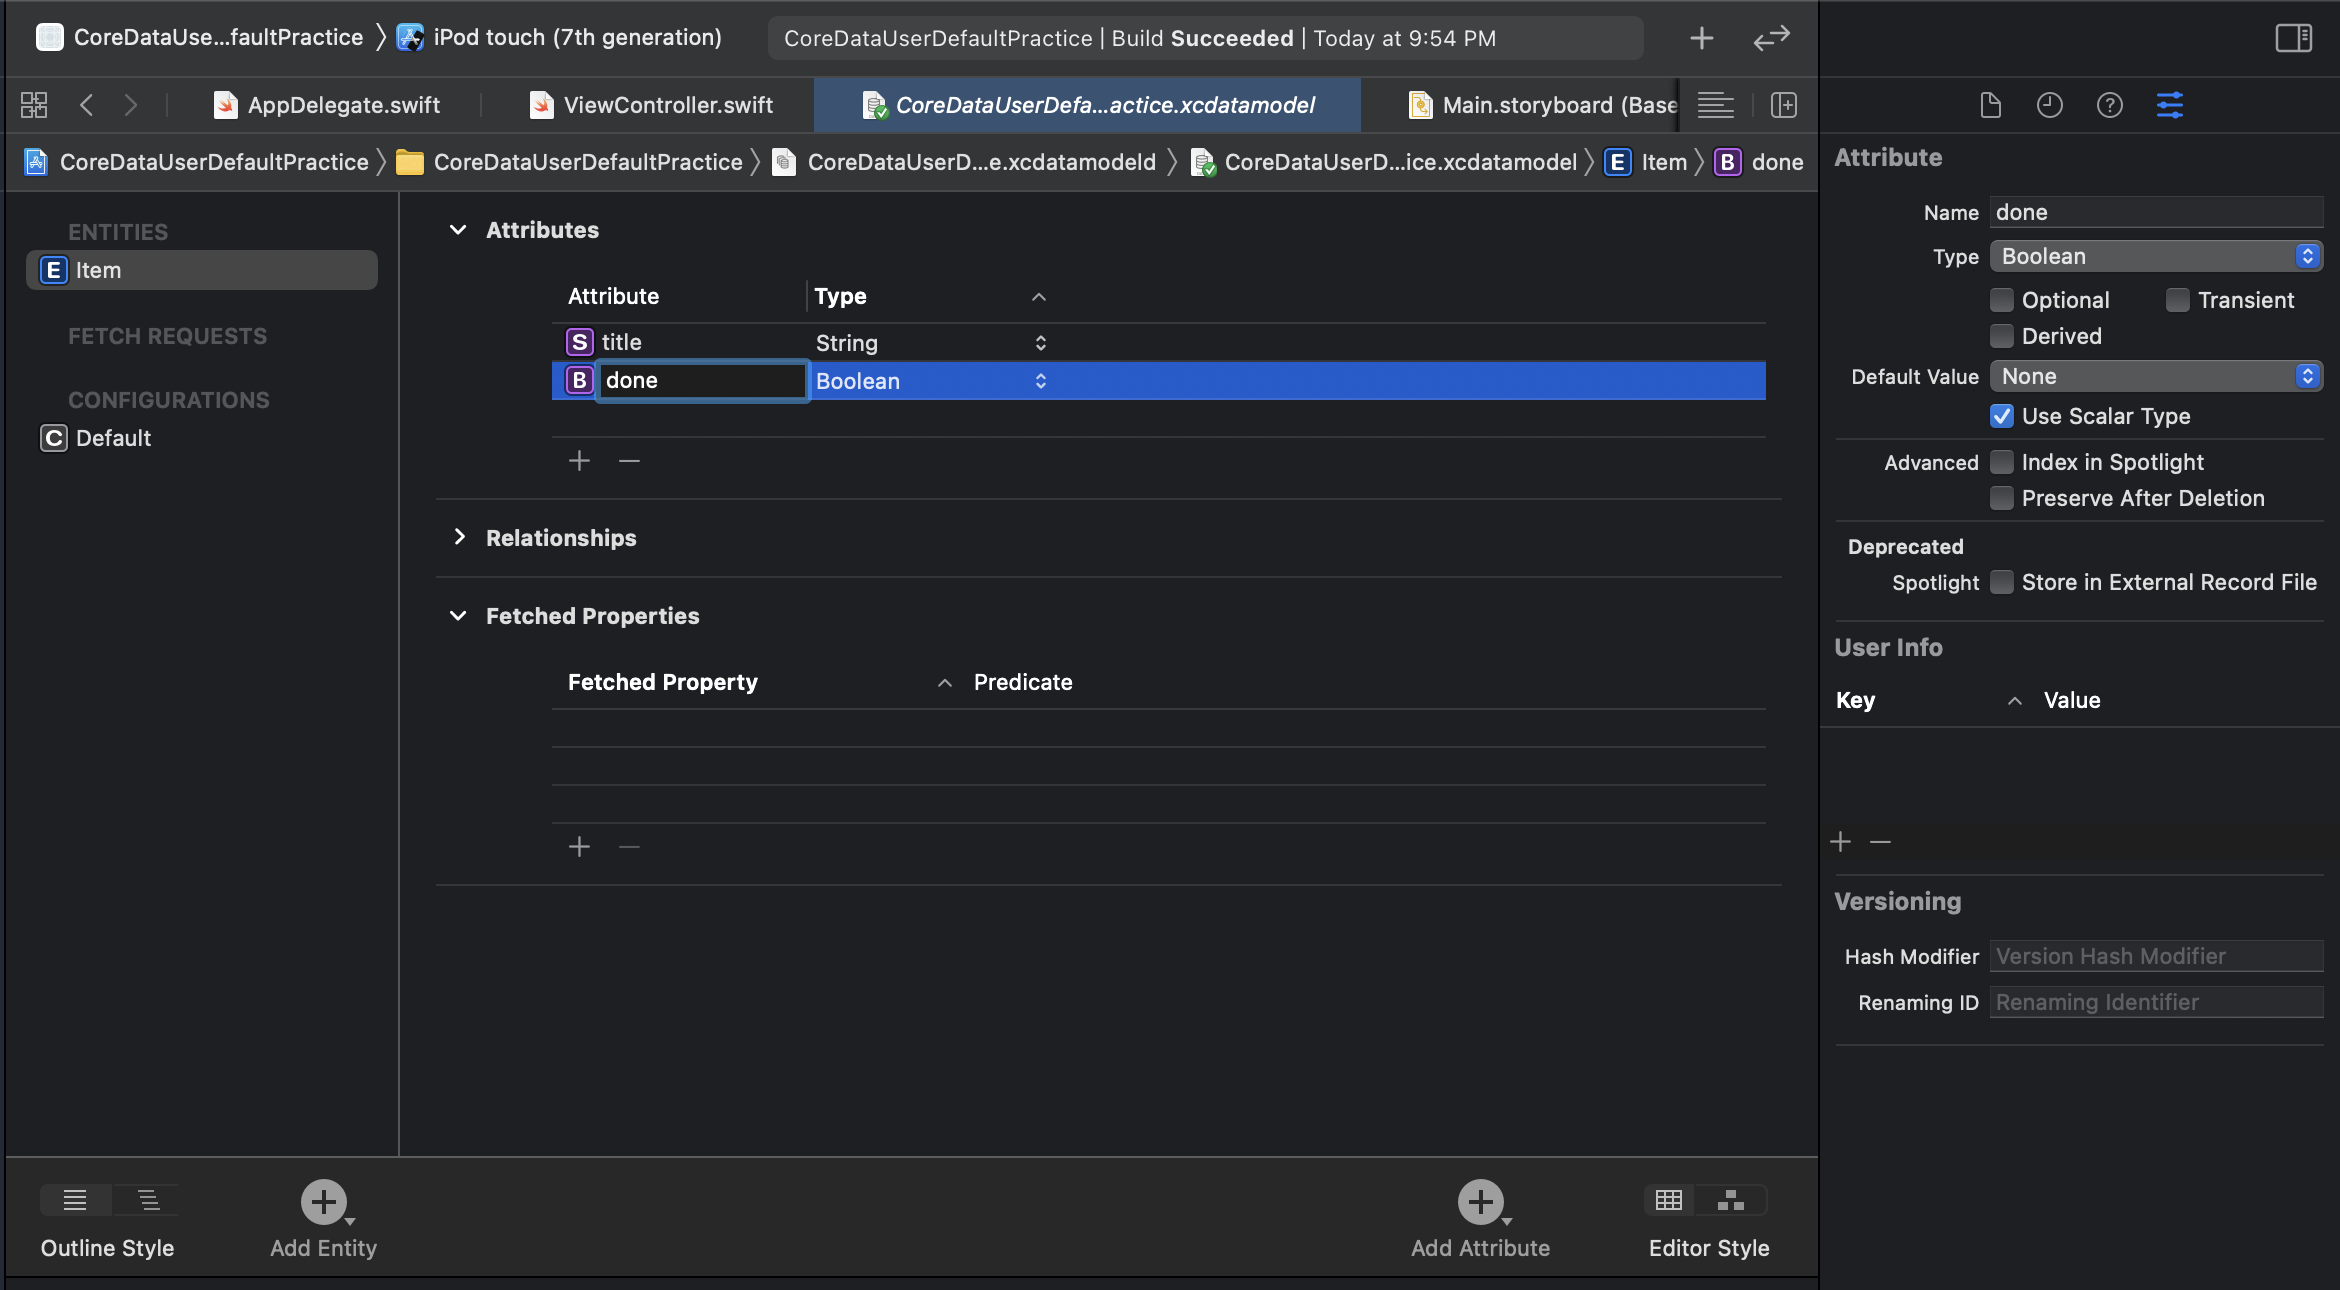 CoreDataUse...faultPractice 〉 iPod touch (7th generation)
CoreDataUserDefaultPractice | Build Succeeded | Today at 9:54 PM
AppDelegate.swift
ViewController.swift
CoreDataUserDefa...actice.xcdatamodel
Main.storyboard (Base
CoreDataUserDefaultPractice 〉 CoreDataUserDefaultPractice 〉 CoreDataUserD...e.xcdatamodeld 〉 CoreDataUserD...ice.xcdatamodel 〉 E Item 〉 B done
ENTITIES
E Item
FETCH REQUESTS
CONFIGURATIONS
C Default
Attributes
Attribute Type
S title String
B done Boolean
Relationships
Fetched Properties
Fetched Property Predicate
Outline Style
Add Entity
Add Attribute
Editor Style
Attribute
Name done
Type Boolean
Optional Transient
Derived
Default Value None
Use Scalar Type
Advanced Index in Spotlight
Preserve After Deletion
Deprecated
Spotlight Store in External Record File
User Info
Key Value
Versioning
Hash Modifier Version Hash Modifier
Renaming ID Renaming Identifier